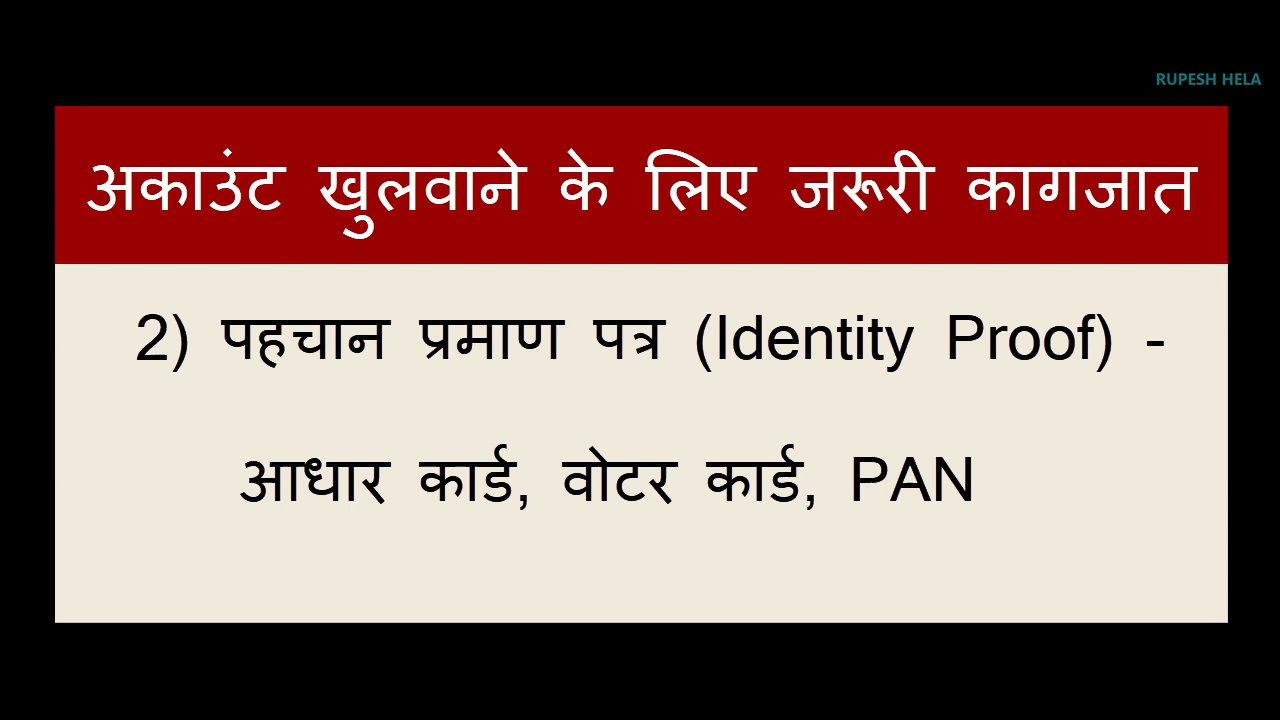 RUPESH HELA
अकाउंट खुलवाने के लिए जरूरी कागजात
2) पहचान प्रमाण पत्र (Identity Proof) -
आधार कार्ड, वोटर कार्ड, PAN